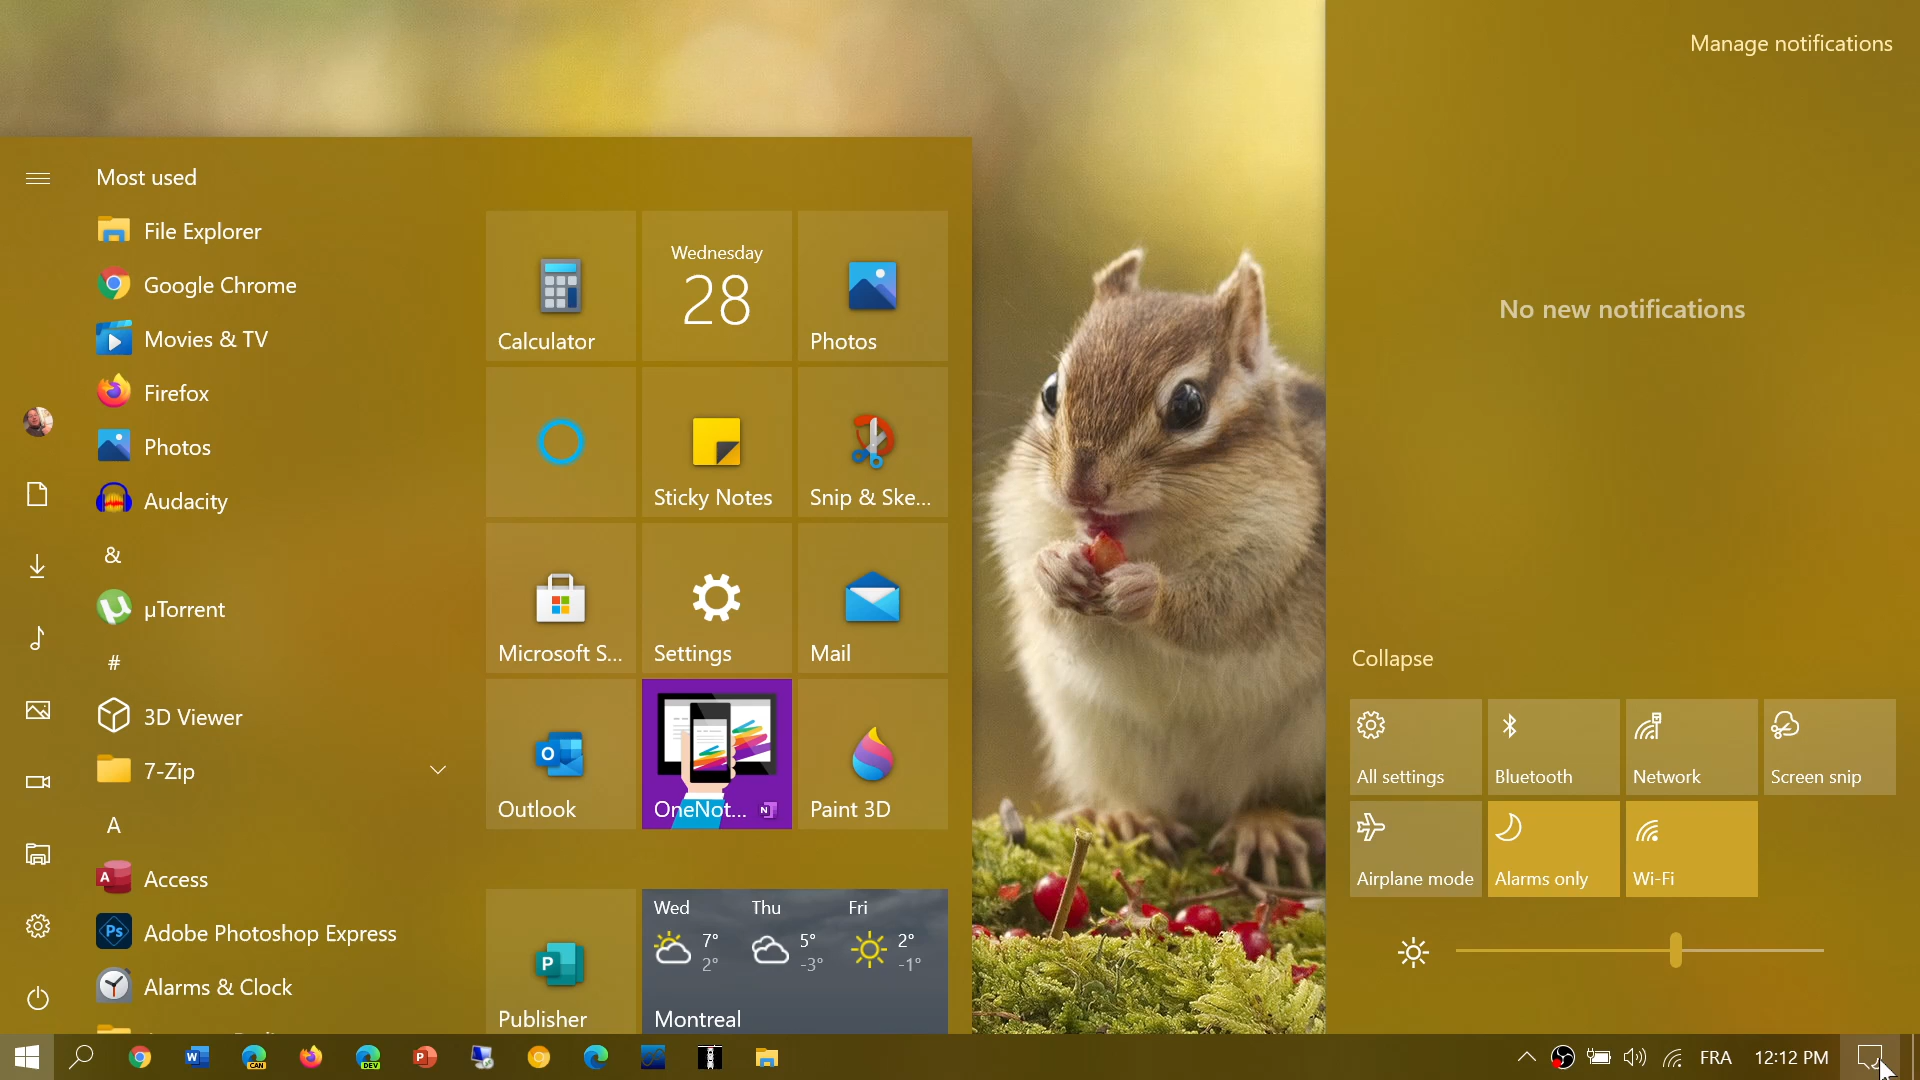 Manage notifications
Most used
File Explorer
Google Chrome
Movies & TV
Firefox
Photos
Audacity
&
µTorrent
#
3D Viewer
7-Zip
A
Access
Adobe Photoshop Express
Alarms & Clock
Calculator
Wednesday
28
Photos
Sticky Notes
Snip & Ske...
Microsoft S...
Settings
Mail
Outlook
OneNot...
Paint 3D
Publisher
Wed Thu Fri
7° 5° 2°
2° -3° -1°
Montreal
No new notifications
Collapse
All settings
Bluetooth
Network
Screen snip
Airplane mode
Alarms only
Wi-Fi
CAN
DEV
FRA
12:12 PM